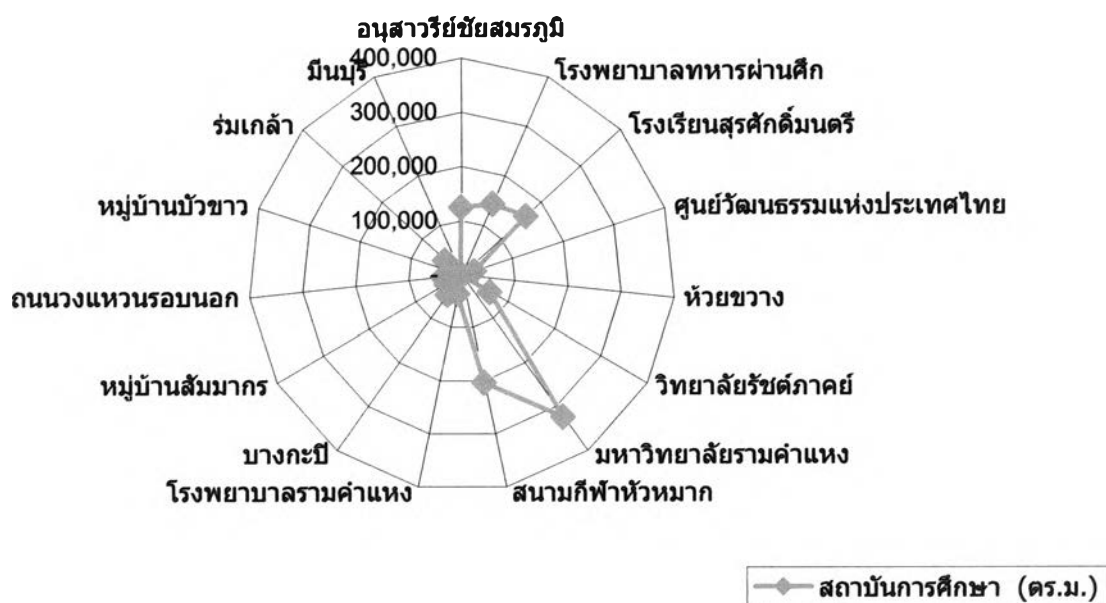 อนุสาวรีย์ชัยสมรภูมิ
400,000
มีนบุรี
โรงพยาบาลทหารผ่านศึก
300,000
ร่มเกล้า
โรงเรียนสุรศักดิ์มนตรี
200,000
หมู่บ้านบัวขาว
ศูนย์วัฒนธรรมแห่งประเทศไทย
100,000
ถนนวงแหวนรอบนอก
ห้วยขวาง
หมู่บ้านสัมมากร
วิทยาลัยรัชต์ภาคย์
บางกะปิ
มหาวิทยาลัยรามคำแหง
โรงพยาบาลรามคำแหง
สนามกีฬาหัวหมาก
สถาบันการศึกษา (ตร.ม.)